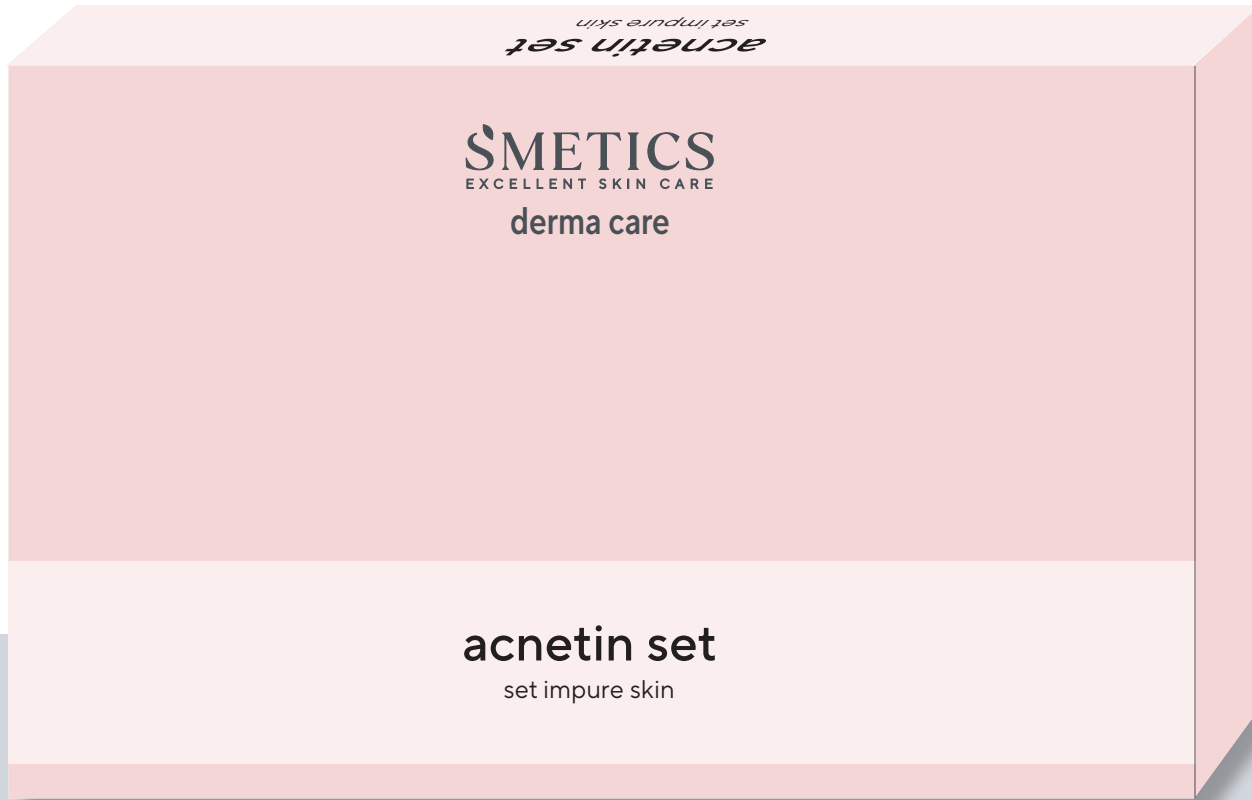 set impure skin
acnetin set
SMETICS
EXCELLENT SKIN CARE
derma care
acnetin set
set impure skin